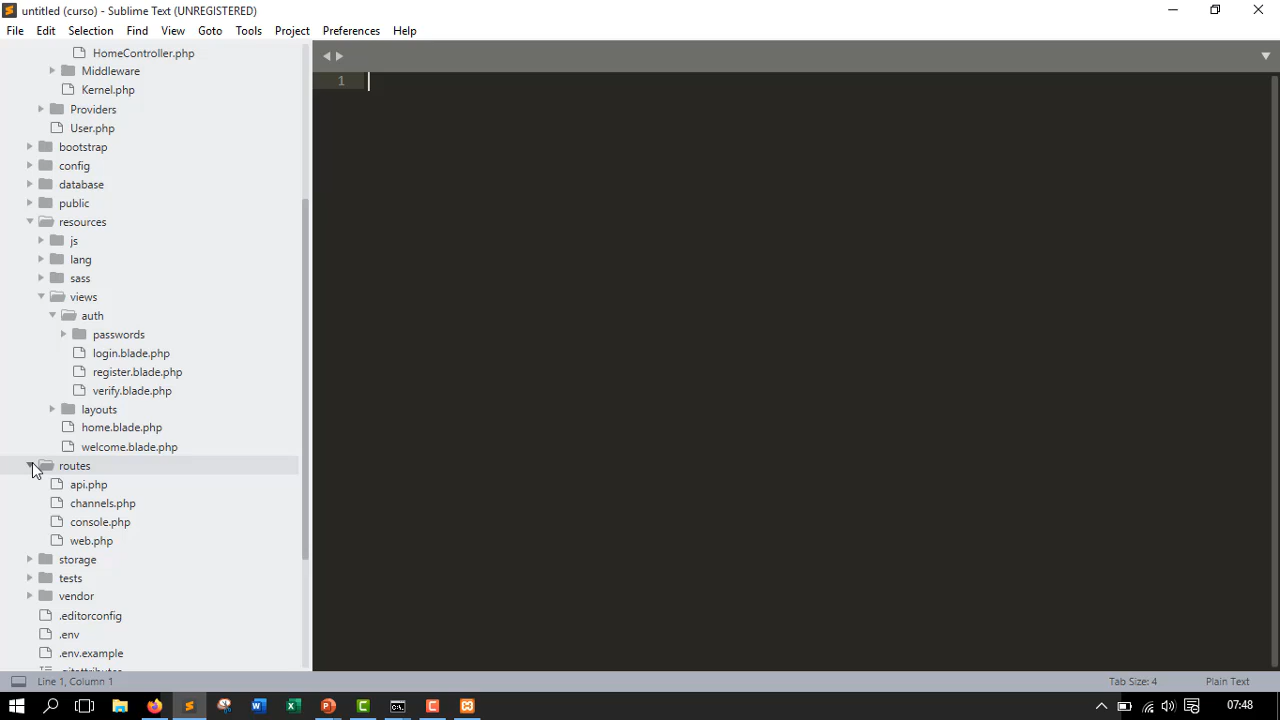 untitled (curso) - Sublime Text (UNREGISTERED)
File Edit Selection View Find Goto Tools Project Preferences Help
HomeController.php
Middleware
Kernel.php
Providers
User.php
bootstrap
config
database
public
resources
js
lang
sass
views
auth
passwords
login.blade.php
register.blade.php
verify.blade.php
layouts
home.blade.php
welcome.blade.php
routes
api.php
channels.php
console.php
web.php
storage
tests
vendor
.editorconfig
.env
.env.example
.gitattributes
1
Line 1, Column 1
Tab Size: 4
Plain Text
07:48